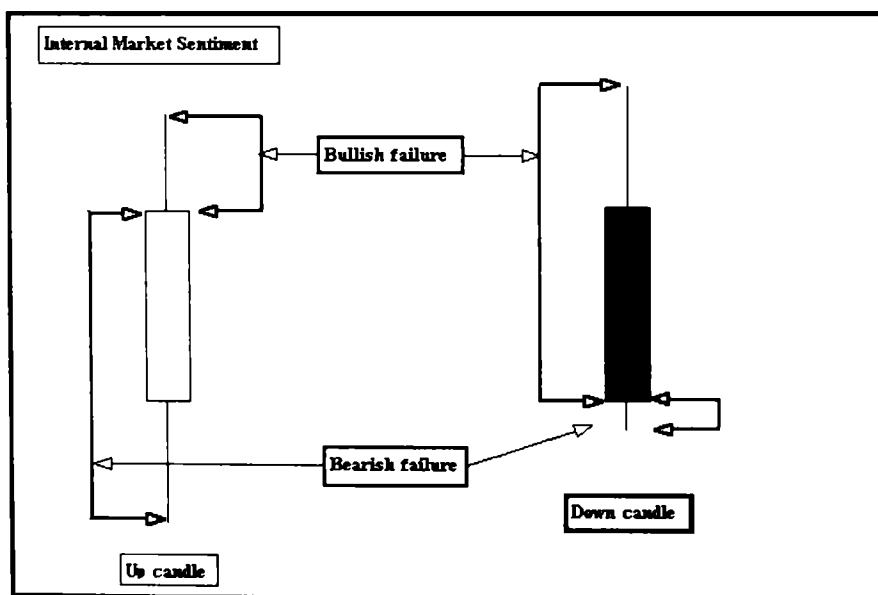 Internal Market Sentiment
Bullish failure
Bearish failure
Down candle
Up candle